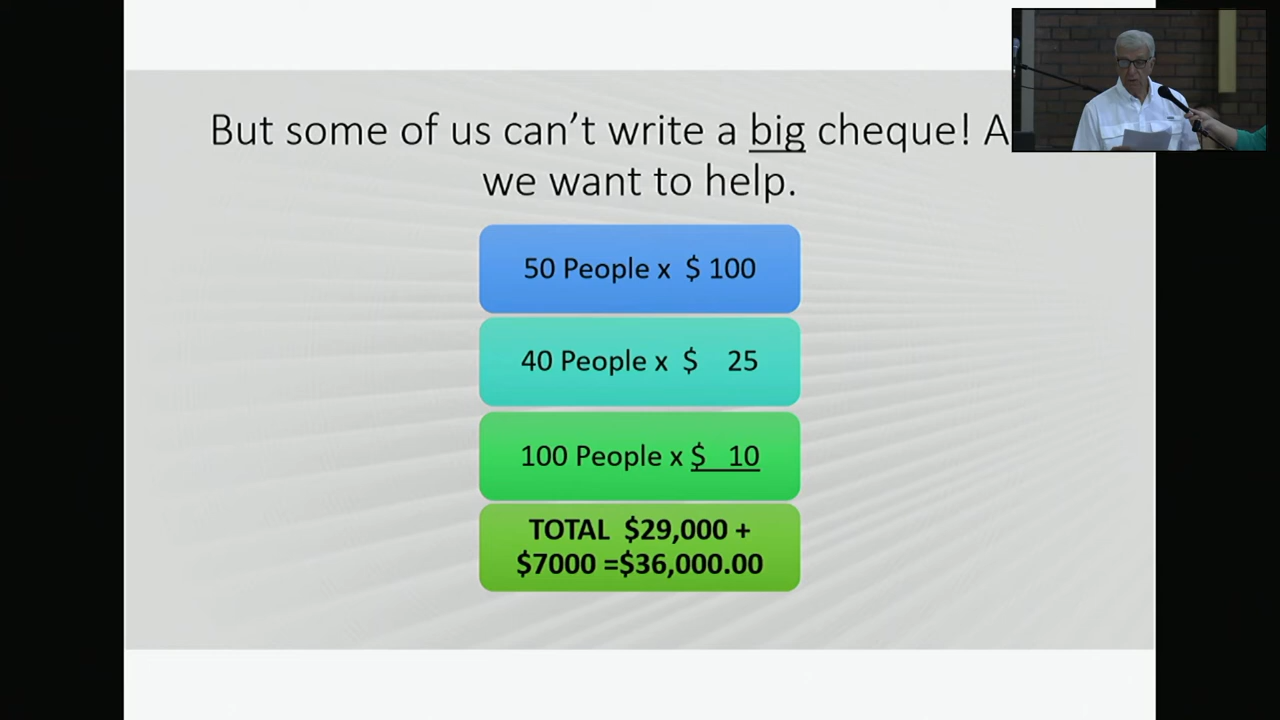 But some of us can't write a big cheque! A
we want to help.
50 People x $ 100
40 People x $ 25
100 People x $ 10
TOTAL $29,000 +
$7000 =$36,000.00